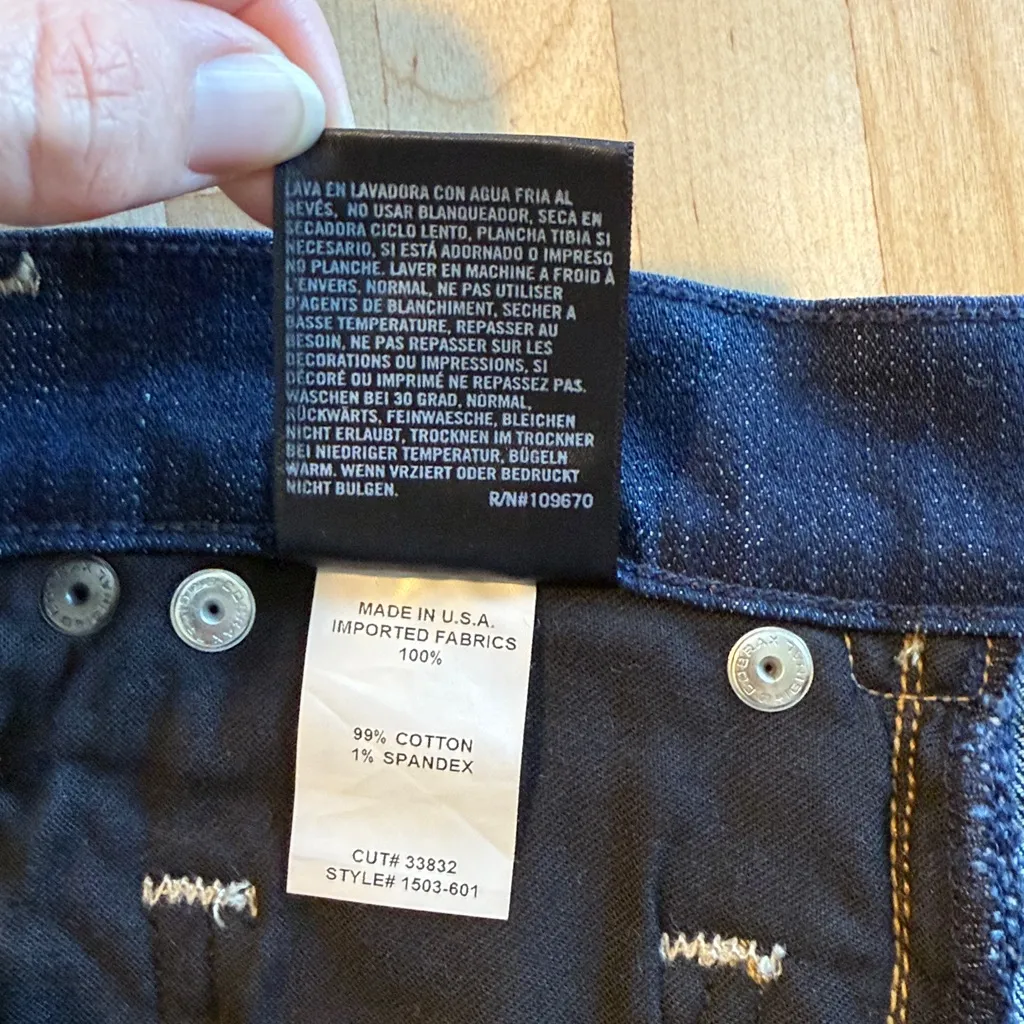 LAVA EN LAVADORA CON AGUA FRIA AL
REVÉS, NO USAR BLANQUEADOR, SECA EN
SECADORA CICLO LENTO, PLANCHA TIBIA SI
NECESARIO, SI ESTÁ ADORNADO O IMPRESO
NO PLANCHE. LAVER EN MACHINE A FROID À
L'ENVERS, NORMAL, NE PAS UTILISER
D'AGENTS DE BLANCHIMENT, SECHER A
BASSE TEMPERATURE, REPASSER AU
BESOIN, NE PAS REPASSER SUR LES
DECORATIONS OU IMPRESSIONS, SI
DÉCORÉ OU IMPRIMÉ NE REPASSEZ PAS.
WASCHEN BEI 30 GRAD, NORMAL,
RÜCKWÄRTS, FEINWAESCHE, BLEICHEN
NICHT ERLAUBT, TROCKNEN IM TROCKNER
BEI NIEDRIGER TEMPERATUR, BÜGELN
WARM. WENN VRZIERT ODER BEDRUCKT
NICHT BULGEN.
R/N#109670
MADE IN U.S.A.
IMPORTED FABRICS
100%
99% COTTON
1% SPANDEX
CUT# 33832
STYLE# 1503-601
COBRAX